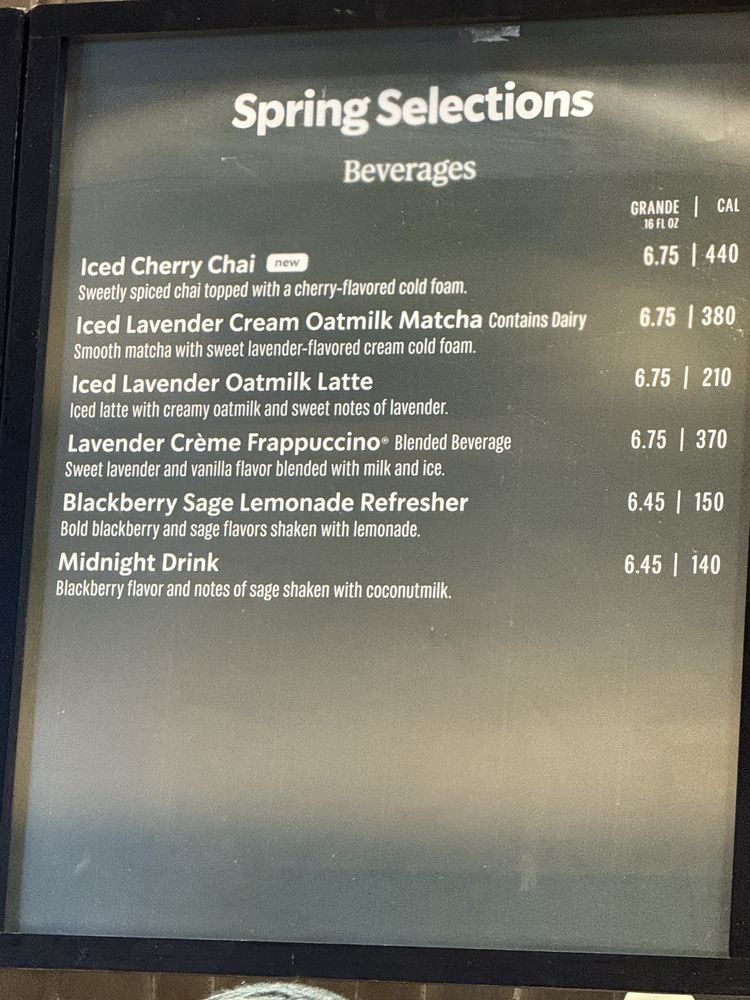 Spring Selections
Beverages
GRANDE | CAL
16 FL OZ
Iced Cherry Chai new 6.75 | 440
Sweetly spiced chai topped with a cherry-flavored cold foam.
Iced Lavender Cream Oatmilk Matcha Contains Dairy 6.75 | 380
Smooth matcha with sweet lavender-flavored cream cold foam.
Iced Lavender Oatmilk Latte 6.75 | 210
Iced latte with creamy oatmilk and sweet notes of lavender.
Lavender Crème Frappuccino® Blended Beverage 6.75 | 370
Sweet lavender and vanilla flavor blended with milk and ice.
Blackberry Sage Lemonade Refresher 6.45 | 150
Bold blackberry and sage flavors shaken with lemonade.
Midnight Drink 6.45 | 140
Blackberry flavor and notes of sage shaken with coconutmilk.